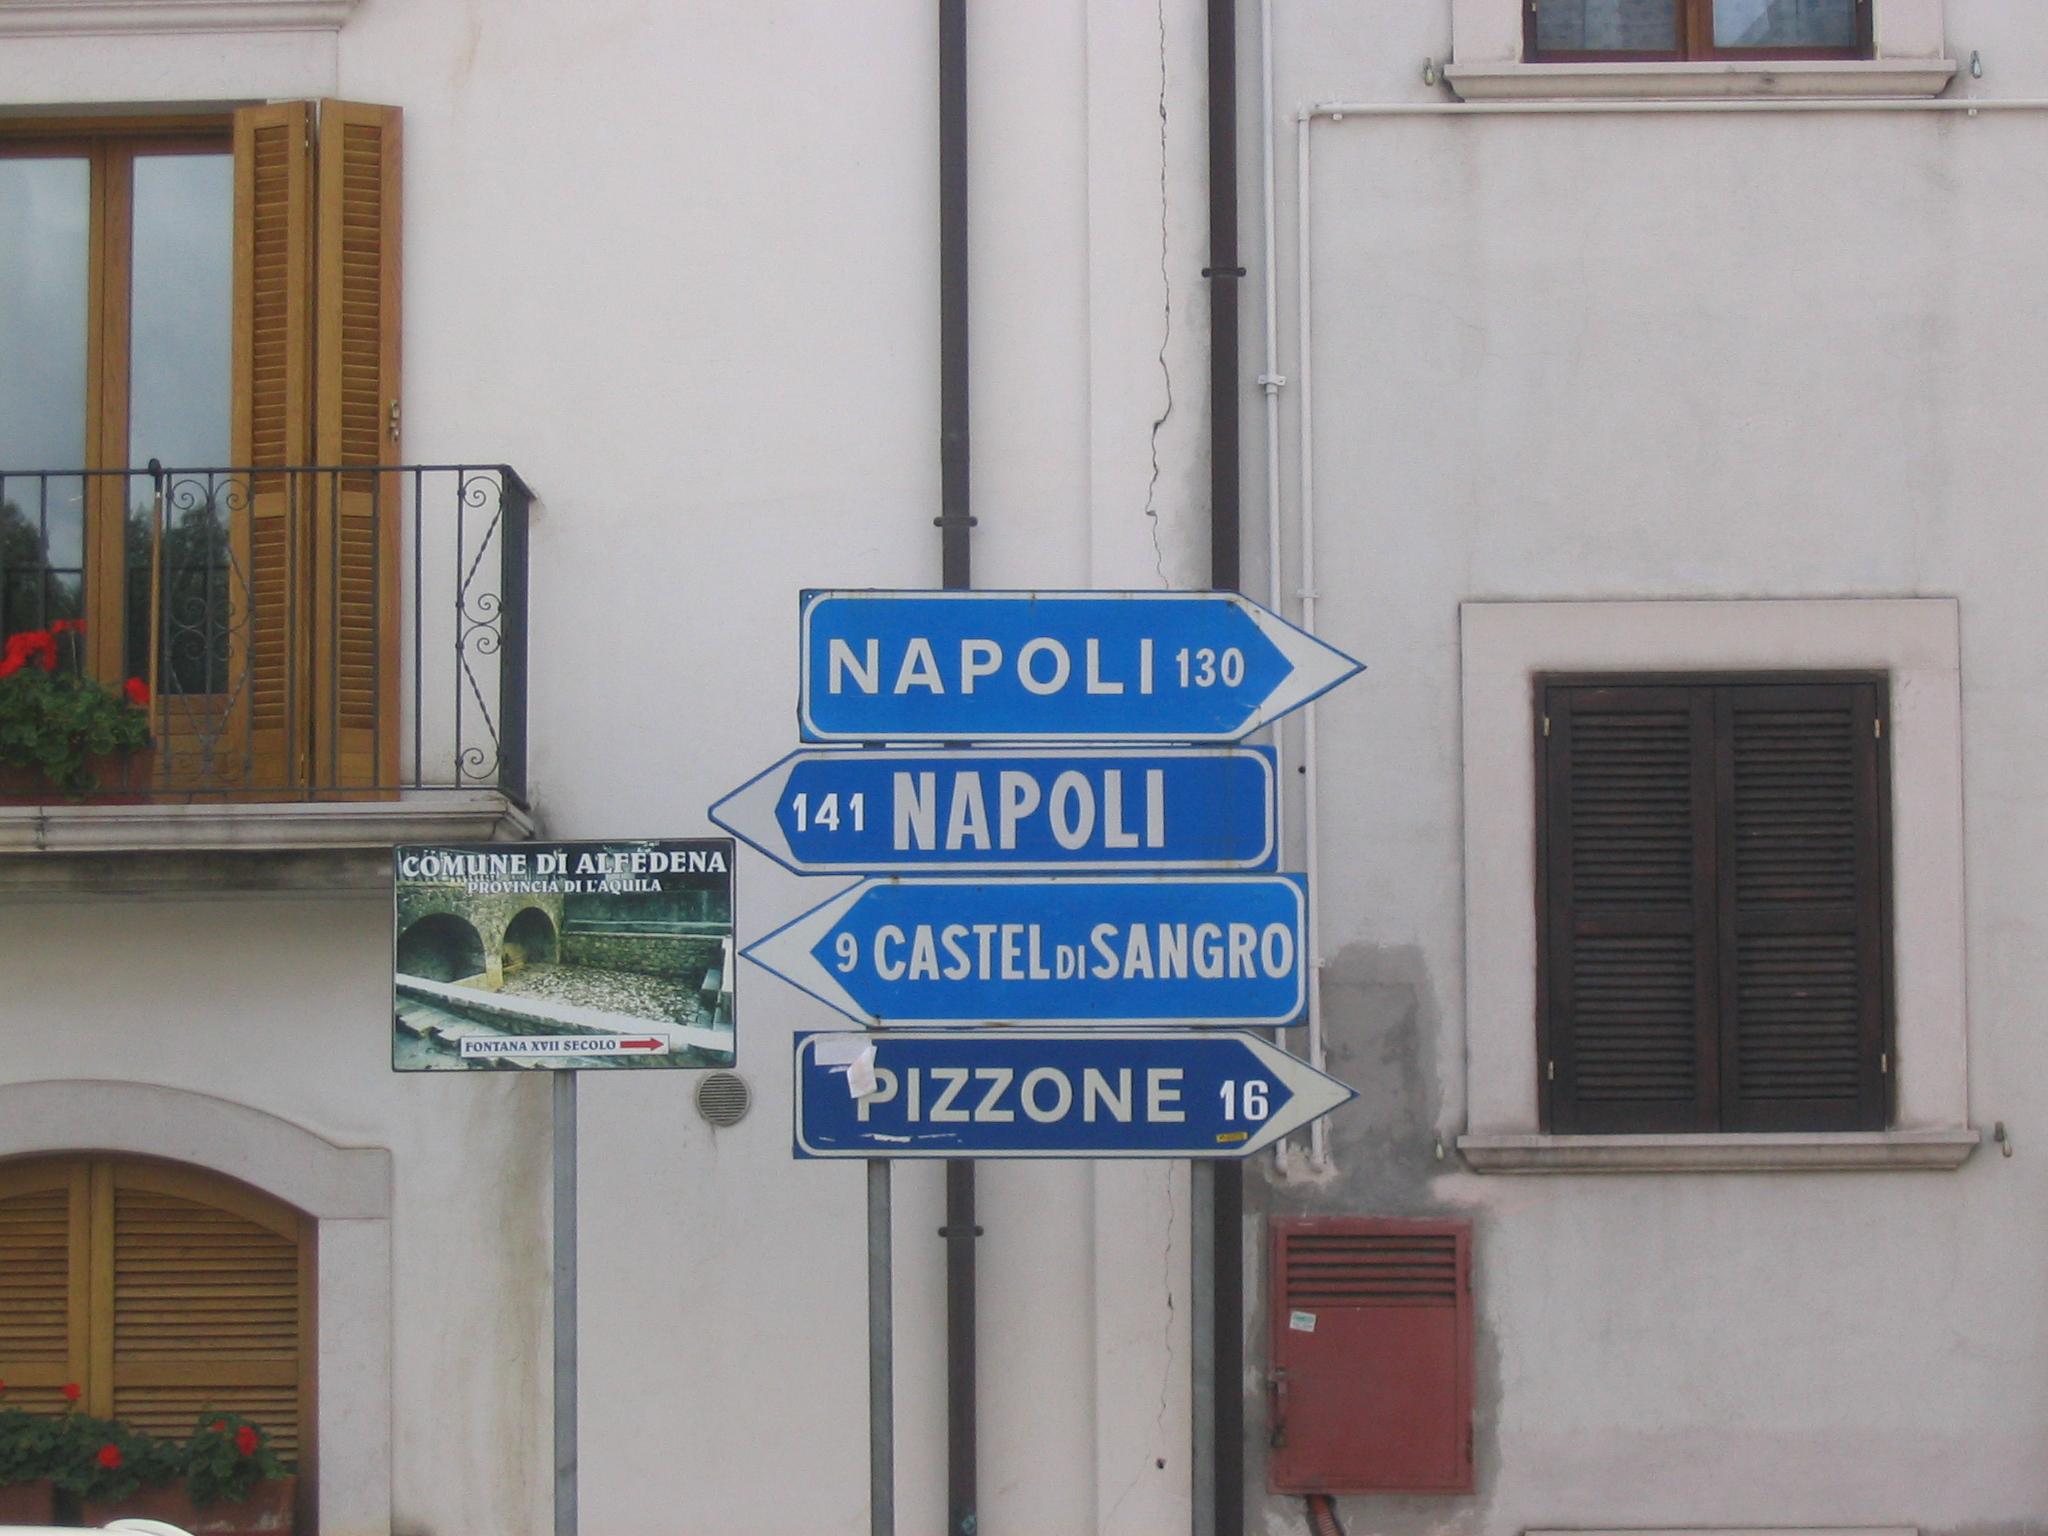 NAPOLI 130
141 NAPOLI
9 CASTEL DI SANGRO
PIZZONE 16
COMUNE DI ALFEDENA
PROVINCIA DI L'AQUILA
FONTANA XVII SECOLO